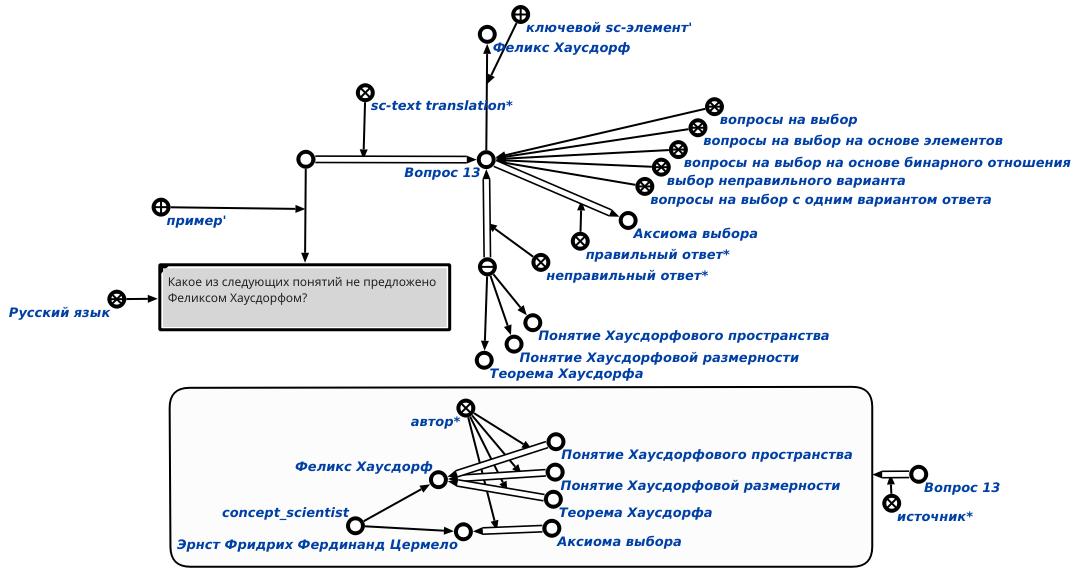 ключевой sc-элемент'
Феликс Хаусдорф
sc-text translation*
вопросы на выбор
вопросы на выбор на основе элементов
вопросы на выбор на основе бинарного отношения
Вопрос 13
выбор неправильного варианта
вопросы на выбор с одним вариантом ответа
пример'
Аксиома выбора
правильный ответ*
неправильный ответ*
Какое из следующих понятий не предложено
Феликсом Хаусдорфом?
Русский язык
Понятие Хаусдорфового пространства
Понятие Хаусдорфовой размерности
Теорема Хаусдорфа
автор*
Понятие Хаусдорфового пространства
Феликс Хаусдорф
Понятие Хаусдорфовой размерности
Вопрос 13
concept_scientist
Теорема Хаусдорфа
источник*
Эрнст Фридрих Фердинанд Цермело
Аксиома выбора